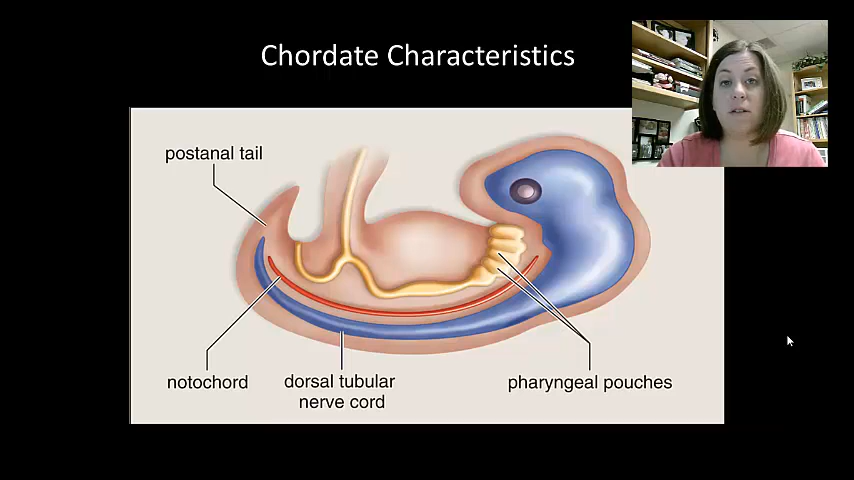 Chordate Characteristics
postanal tail
notochord
dorsal tubular
nerve cord
pharyngeal pouches